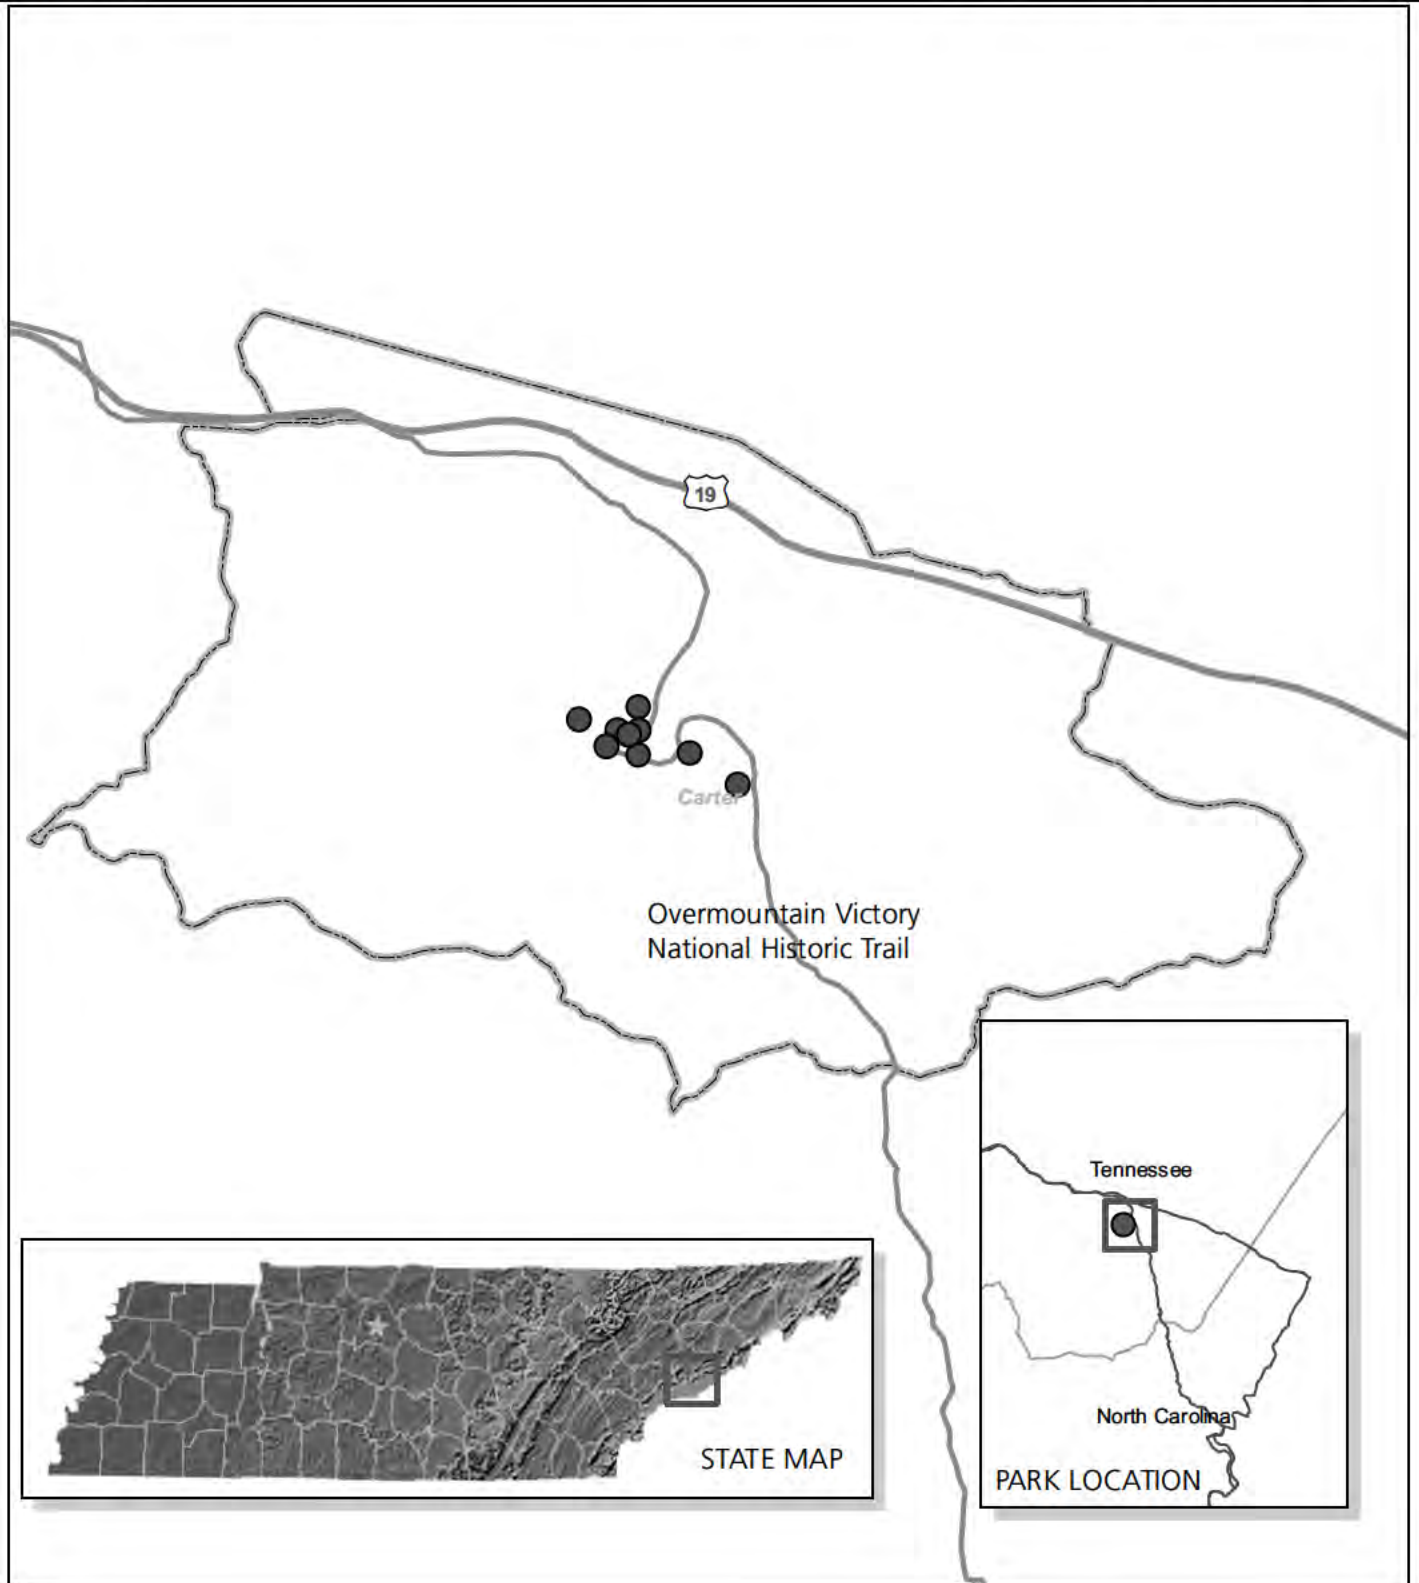 19
Carter
Overmountain Victory
National Historic Trail
Tennessee
North Carolina
PARK LOCATION
STATE MAP